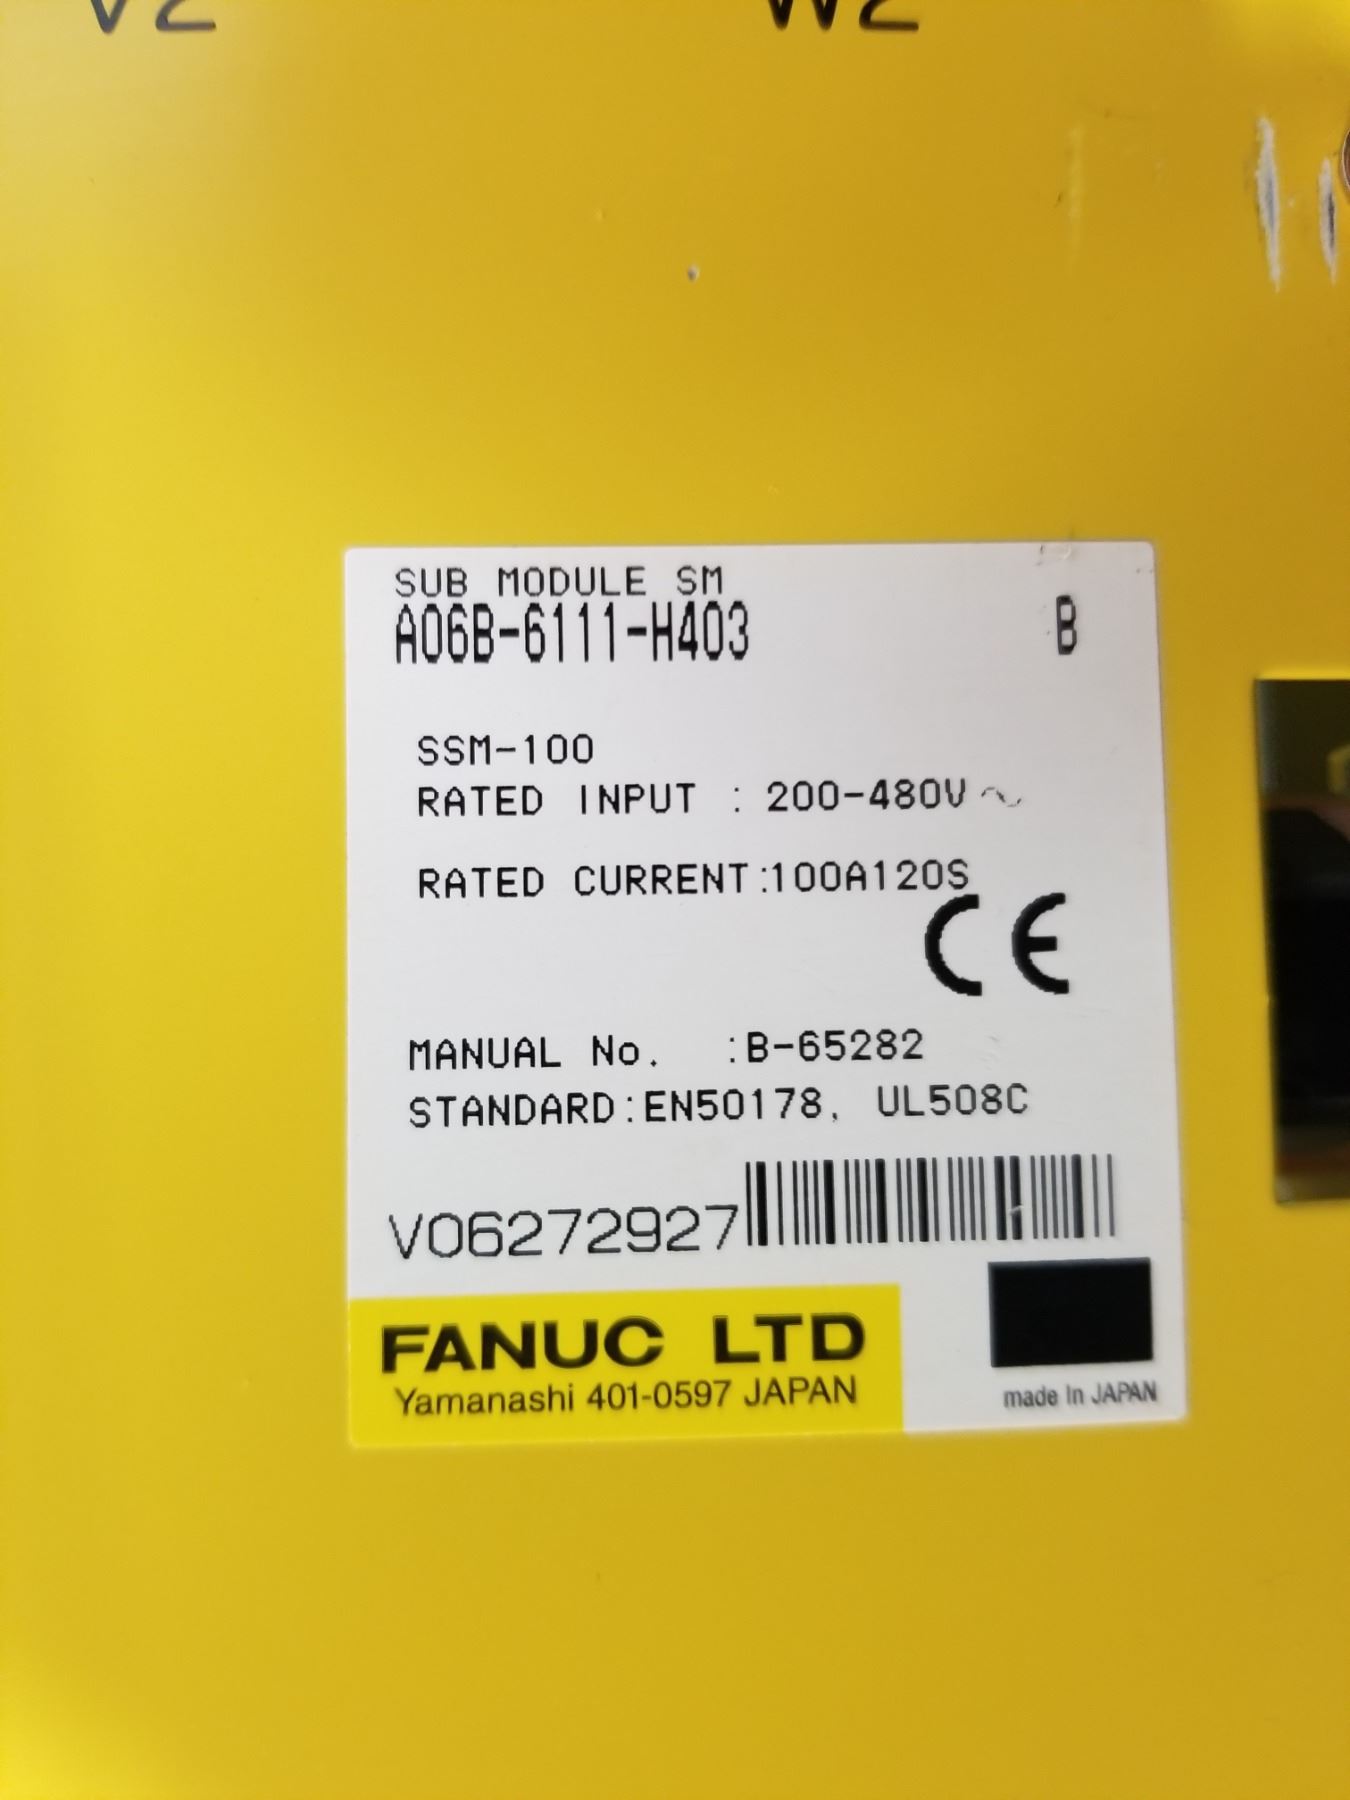 V2 W2
SUB MODULE SM
A06B-6111-H403 B
SSM-100
RATED INPUT : 200-480V ~
RATED CURRENT:100A120S
CE
MANUAL No. :B-65282
STANDARD:EN50178, UL508C
V06272927
FANUC LTD
Yamanashi 401-0597 JAPAN
made in JAPAN